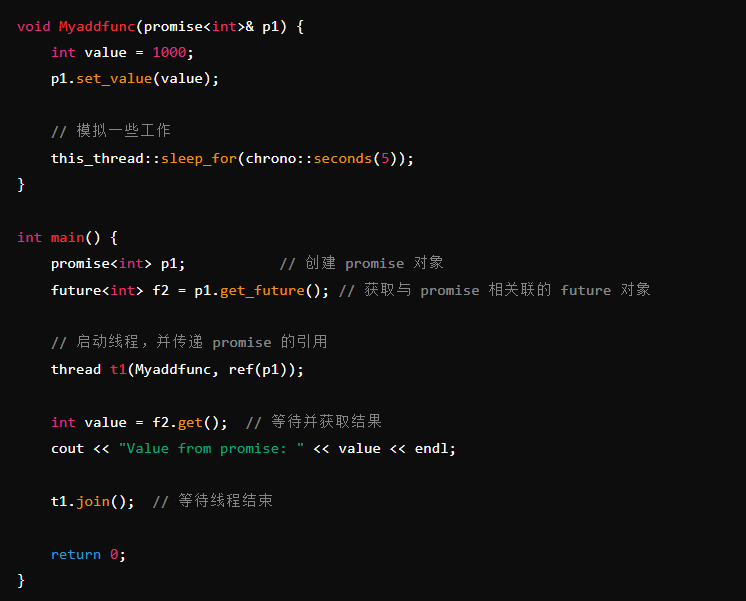 void Myaddfunc(promise<int>& p1) {
    int value = 1000;
    p1.set_value(value);
    // 模拟一些工作
    this_thread::sleep_for(chrono::seconds(5));
}
int main() {
    promise<int> p1;           // 创建 promise 对象
    future<int> f2 = p1.get_future(); // 获取与 promise 相关联的 future 对象
    // 启动线程，并传递 promise 的引用
    thread t1(Myaddfunc, ref(p1));
    int value = f2.get();  // 等待并获取结果
    cout << "Value from promise: " << value << endl;
    t1.join();  // 等待线程结束
    return 0;
}